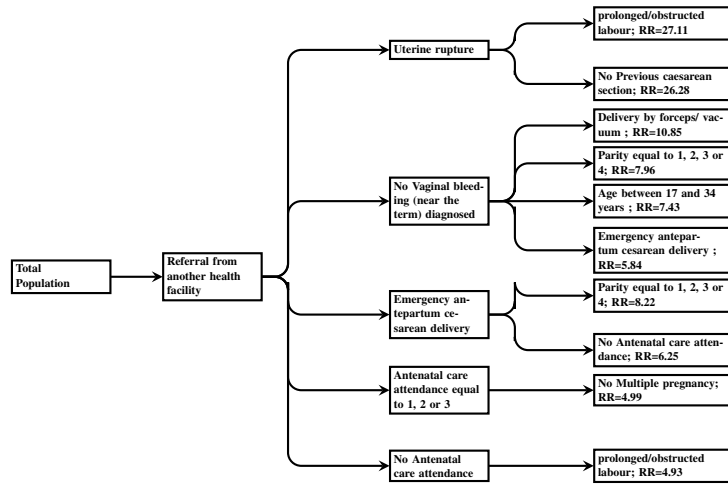 Total
Population
Referral from
another health
facility
Uterine rupture
No Vaginal bleed-
ing (near the
term) diagnosed
Emergency an-
tepartum ce-
sarean delivery
Antenatal care
attendance equal
to 1, 2 or 3
No Antenatal
care attendance
prolonged/obstructed
labour; RR=27.11
No Previous caesarean
section; RR=26.28
Delivery by forceps/ vac-
uum ; RR=10.85
Parity equal to 1, 2, 3 or
4; RR=7.96
Age between 17 and 34
years ; RR=7.43
Emergency antepar-
tum cesarean delivery ;
RR=5.84
Parity equal to 1, 2, 3 or
4; RR=8.22
No Antenatal care atten-
dance; RR=6.25
No Multiple pregnancy;
RR=4.99
prolonged/obstructed
labour; RR=4.93